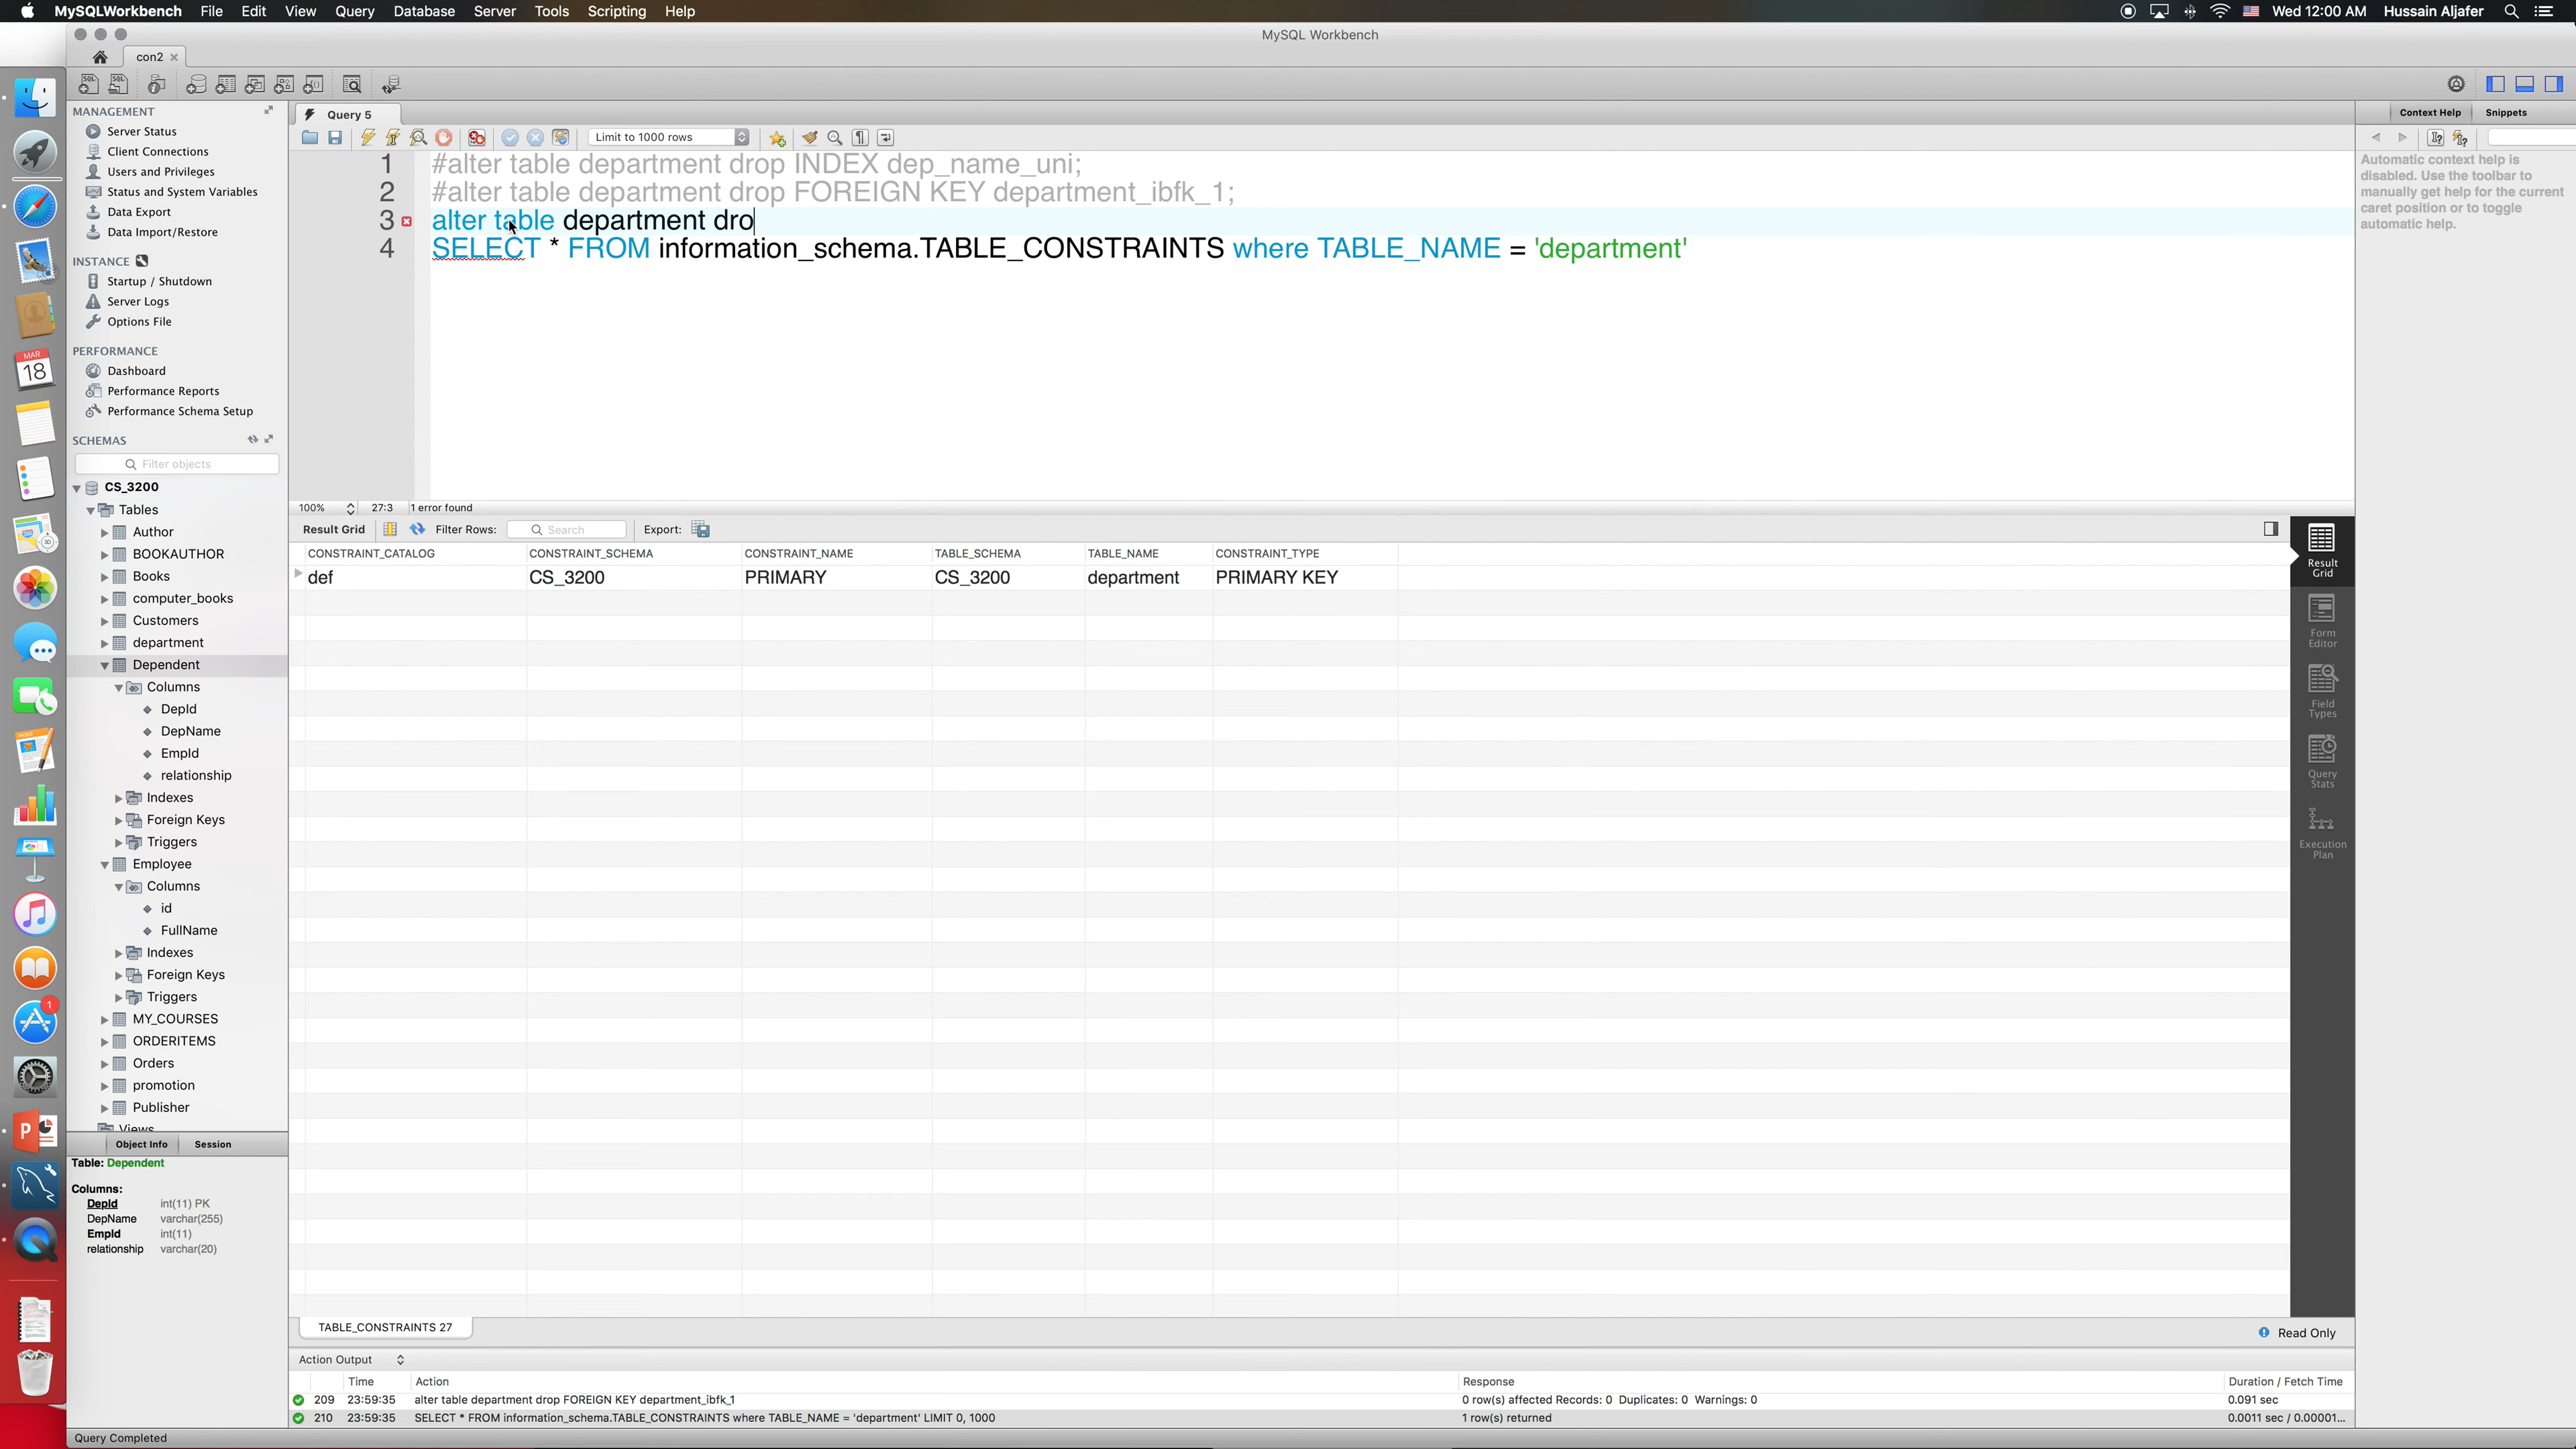 MySQLWorkbench File Edit View Query Database Server Tools Scripting Help
Wed 12:00 AM Hussain Aljafer
MySQL Workbench
con2
MANAGEMENT
Server Status
Client Connections
Users and Privileges
Status and System Variables
Data Export
Data Import/Restore
INSTANCE
Startup / Shutdown
Server Logs
Options File
PERFORMANCE
Dashboard
Performance Reports
Performance Schema Setup
SCHEMAS
Filter objects
CS_3200
Tables
Author
BOOKAUTHOR
Books
computer_books
Customers
department
Dependent
Columns
DepId
DepName
EmpId
relationship
Indexes
Foreign Keys
Triggers
Employee
Columns
id
FullName
Indexes
Foreign Keys
Triggers
MY_COURSES
ORDERITEMS
Orders
promotion
Publisher
Views
Object Info Session
Table: Dependent
Columns:
DepId int(11) PK
DepName varchar(255)
EmpId int(11)
relationship varchar(20)
Query 5
Limit to 1000 rows
1 #alter table department drop INDEX dep_name_uni;
2 #alter table department drop FOREIGN KEY department_ibfk_1;
3 alter table department dro
4 SELECT * FROM information_schema.TABLE_CONSTRAINTS where TABLE_NAME = 'department'
100% 27:3 1 error found
Result Grid Filter Rows: Search Export:
CONSTRAINT_CATALOG CONSTRAINT_SCHEMA CONSTRAINT_NAME TABLE_SCHEMA TABLE_NAME CONSTRAINT_TYPE
def CS_3200 PRIMARY CS_3200 department PRIMARY KEY
Result
Grid
Form
Editor
Field
Types
Query
Stats
Execution
Plan
TABLE_CONSTRAINTS 27
Read Only
Action Output
Time Action Response Duration / Fetch Time
209 23:59:35 alter table department drop FOREIGN KEY department_ibfk_1 0 row(s) affected Records: 0 Duplicates: 0 Warnings: 0 0.091 sec
210 23:59:35 SELECT * FROM information_schema.TABLE_CONSTRAINTS where TABLE_NAME = 'department' LIMIT 0, 1000 1 row(s) returned 0.0011 sec / 0.00001...
Query Completed
Context Help Snippets
Automatic context help is
disabled. Use the toolbar to
manually get help for the current
caret position or to toggle
automatic help.
MAR
18
1